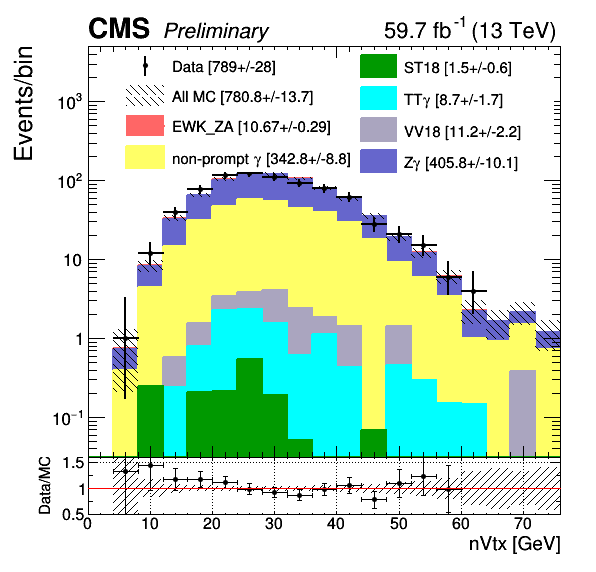 CMS Preliminary 59.7 fb⁻¹ (13 TeV)
Events/bin
Data [789+/-28]
All MC [780.8+/-13.7]
EWK_ZA [10.67+/-0.29]
non-prompt γ [342.8+/-8.8]
ST18 [1.5+/-0.6]
TTγ [8.7+/-1.7]
VV18 [11.2+/-2.2]
Zγ [405.8+/-10.1]
10³
10²
10
1
10⁻¹
Data/MC
1.5
1
0.5
0 10 20 30 40 50 60 70
nVtx [GeV]